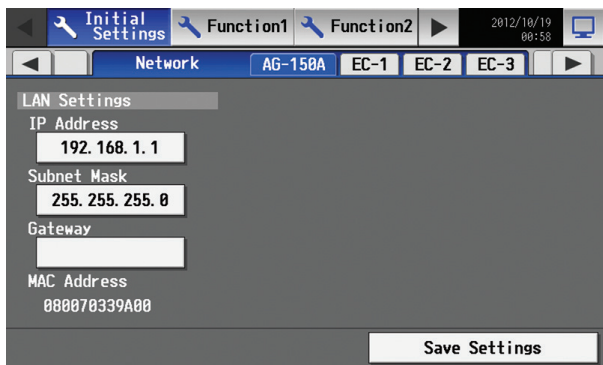 Initial
Settings
Function1
Function2
2012/10/19
00:58
Network
AG-150A
EC-1
EC-2
EC-3
LAN Settings
IP Address
192.168.1.1
Subnet Mask
255.255.255.0
Gateway
MAC Address
080070339A00
Save Settings